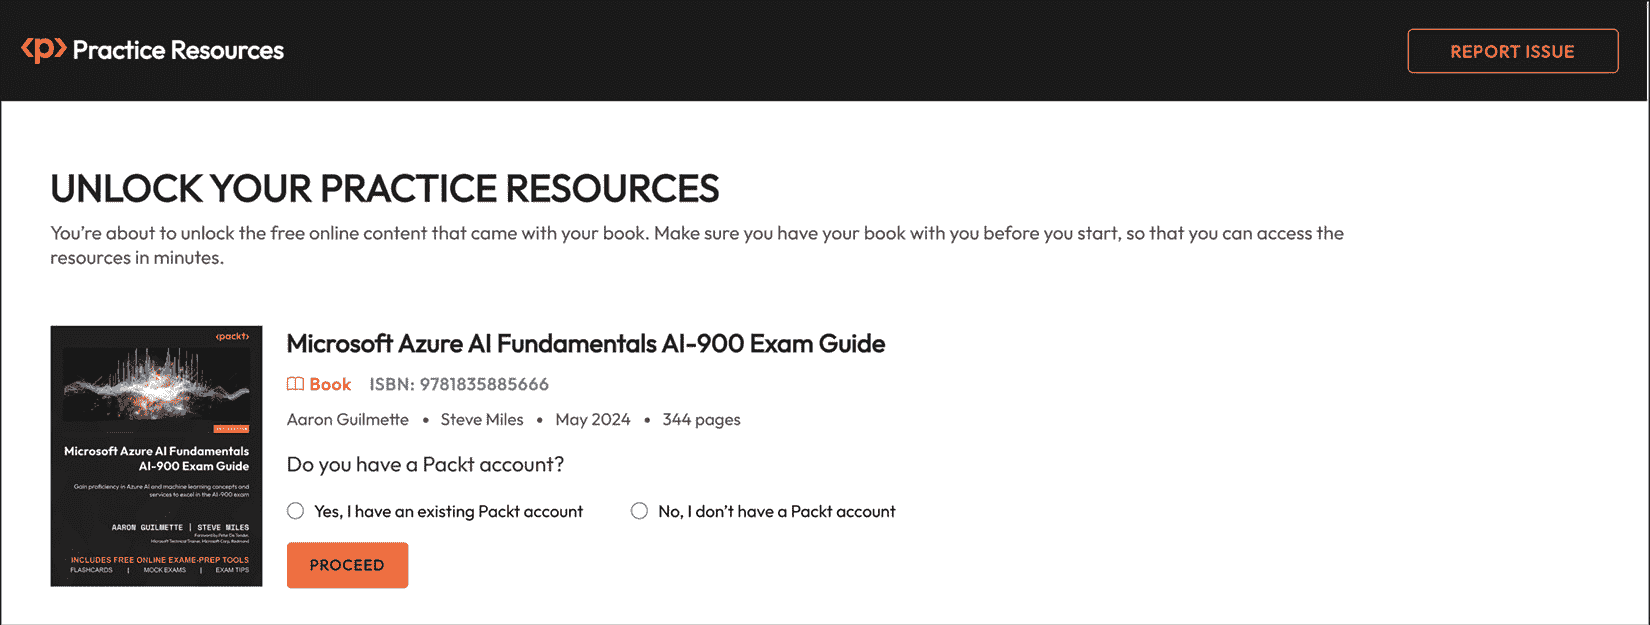 <p> Practice Resources
REPORT ISSUE
UNLOCK YOUR PRACTICE RESOURCES
You're about to unlock the free online content that came with your book. Make sure you have your book with you before you start, so that you can access the
resources in minutes.
<packt>
Microsoft Azure AI Fundamentals
AI-900 Exam Guide
Gain proficiency in Azure AI and machine learning concepts and
services to excel in the AI-900 exam
AARON GUILMETTE | STEVE MILES
INCLUDES FREE ONLINE EXAME-PREP TOOLS
FLASHCARDS | MOCK EXAMS | EXAM TIPS
Microsoft Azure AI Fundamentals AI-900 Exam Guide
Book ISBN: 9781835885666
Aaron Guilmette • Steve Miles • May 2024 • 344 pages
Do you have a Packt account?
Yes, I have an existing Packt account No, I don't have a Packt account
PROCEED